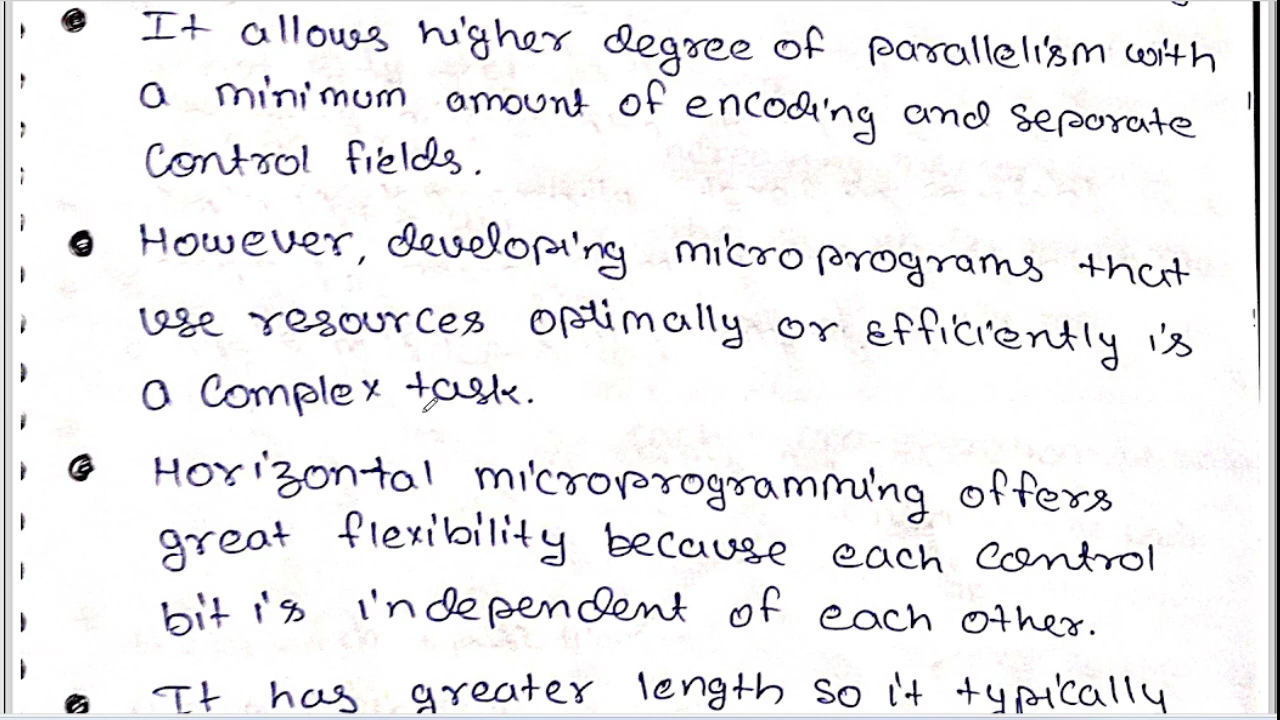 It allows higher degree of parallelism with
a minimum amount of encoding and separate
Control fields.
However, developing microprograms that
use resources optimally or efficiently is
a complex task.
Horizontal microprogramming offers
great flexibility because each control
bit is independent of each other.
It has greater length so it typically